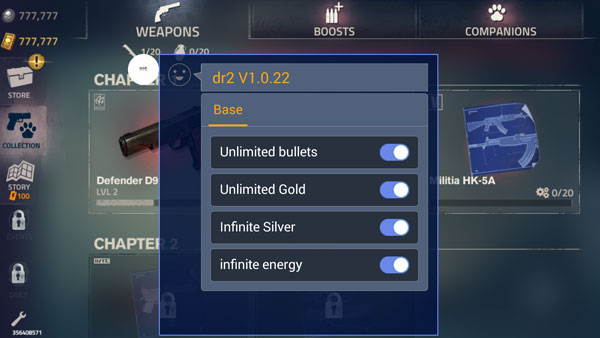 777,777
777,777
WEAPONS
BOOSTS
COMPANIONS
1/20
0/20
CHAP
dr2 V1.0.22
Base
Unlimited bullets
Unlimited Gold
Infinite Silver
infinite energy
STORE
COLLECTION
STORY
100
EVENTS
Defender D9
LVL 2
Militia HK-5A
0/20
CHAPTER 2
356408571